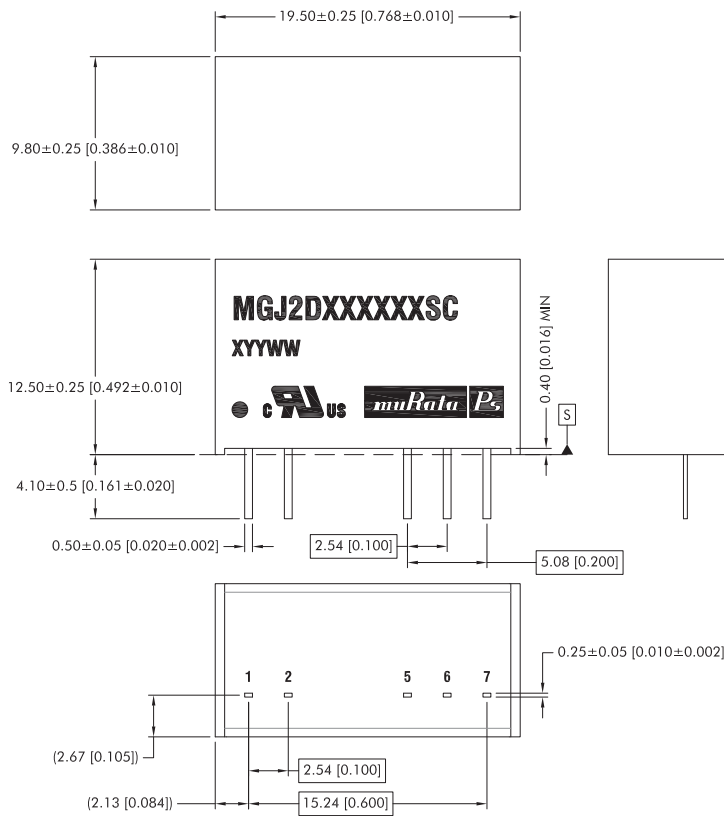 19.50±0.25 [0.768±0.010]
9.80±0.25 [0.386±0.010]
MGJ2DXXXXXXSC
XYYWW
C US
muRata Ps
12.50±0.25 [0.492±0.010]
0.40 [0.016] MIN
S
4.10±0.5 [0.161±0.020]
0.50±0.05 [0.020±0.002]
2.54 [0.100]
5.08 [0.200]
0.25±0.05 [0.010±0.002]
1 2 5 6 7
(2.67 [0.105])
2.54 [0.100]
(2.13 [0.084])
15.24 [0.600]